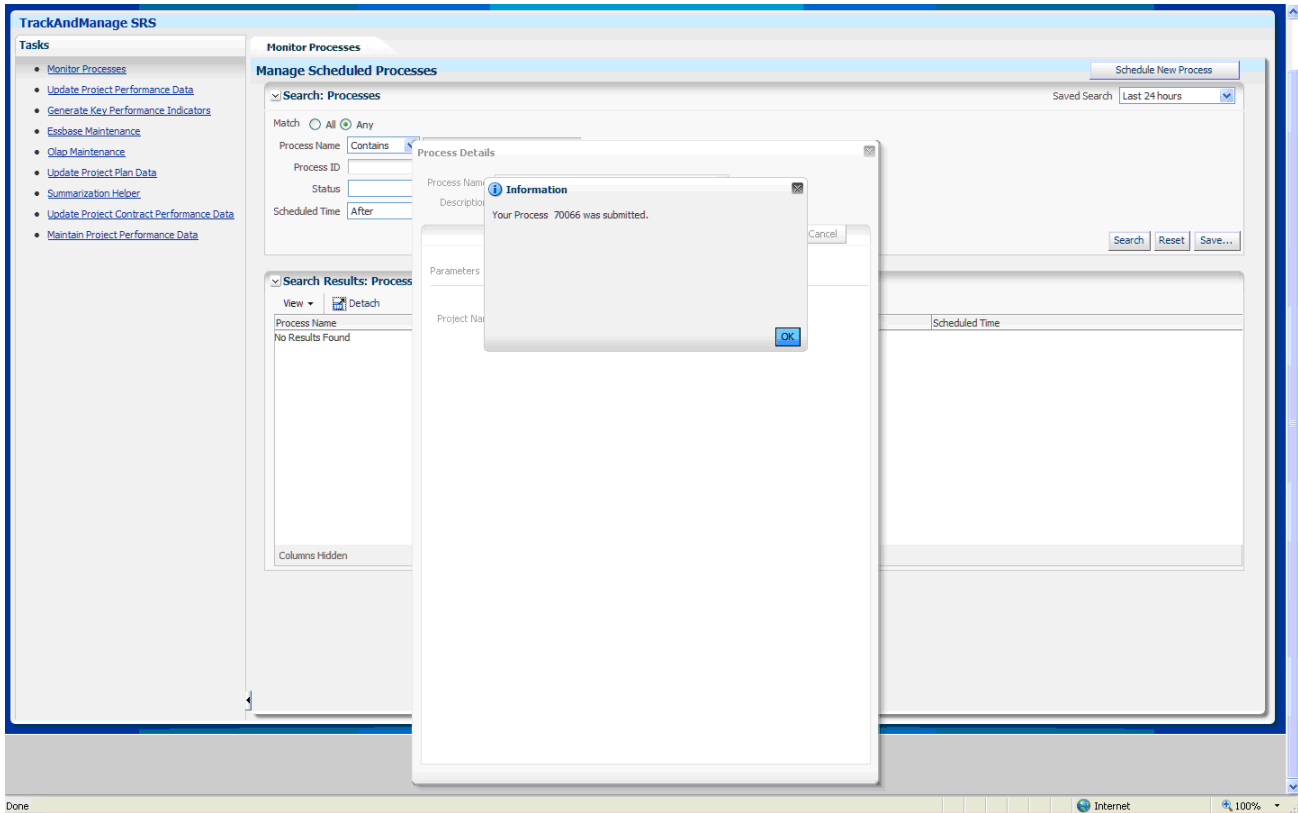 TrackAndManage SRS
Tasks
Monitor Processes
Update Project Performance Data
Generate Key Performance Indicators
Essbase Maintenance
Olap Maintenance
Update Project Plan Data
Summarization Helper
Update Project Contract Performance Data
Maintain Project Performance Data
Monitor Processes
Manage Scheduled Processes
Schedule New Process
Search: Processes
Saved Search Last 24 hours
Match All Any
Process Name Contains
Process ID
Status
Scheduled Time After
Search Reset Save...
Search Results: Process
View Detach
Process Name Scheduled Time
No Results Found
Columns Hidden
Process Details
Process Name
Description
Cancel
Parameters
Project Na
Information
Your Process 70066 was submitted.
OK
Done Internet 100%